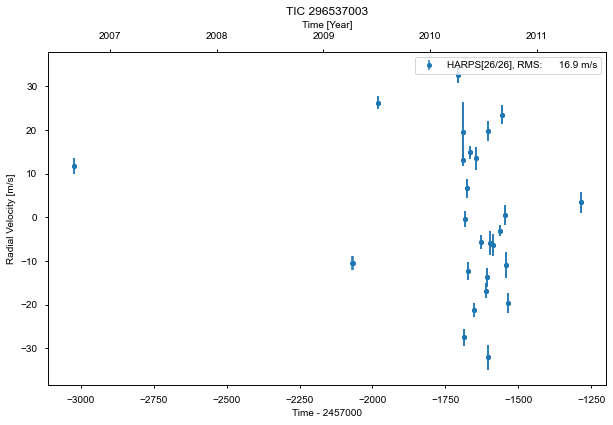 TIC 296537003
Time [Year]
2007 2008 2009 2010 2011
HARPS[26/26], RMS: 16.9 m/s
Radial Velocity [m/s]
30
20
10
0
−10
−20
−30
−3000 −2750 −2500 −2250 −2000 −1750 −1500 −1250
Time - 2457000